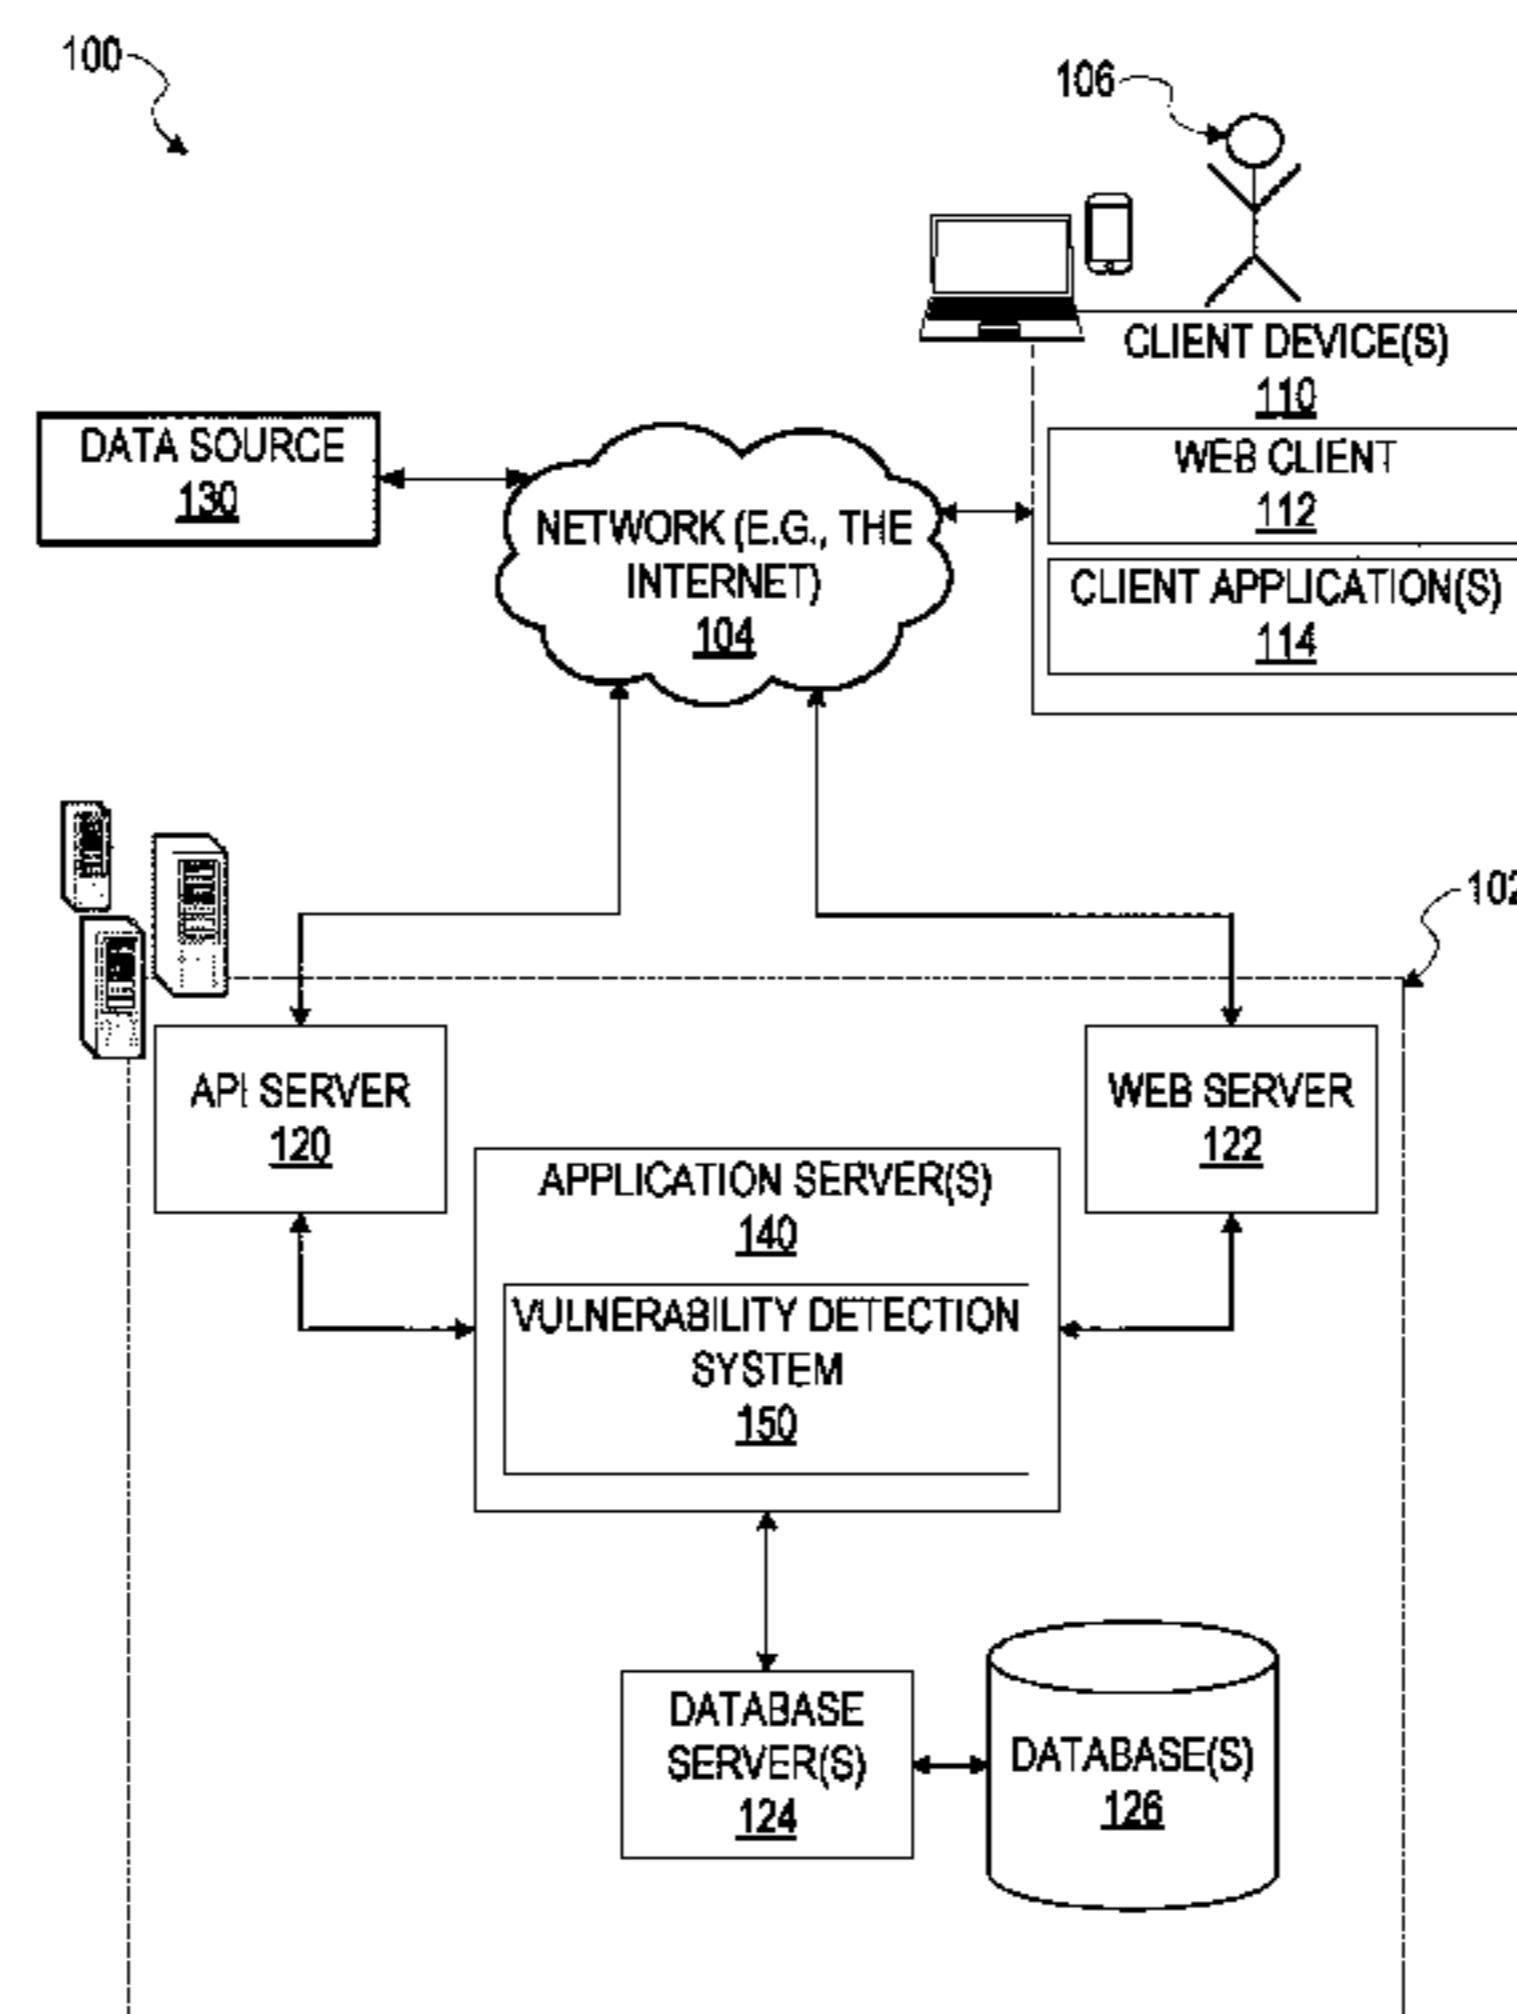 100
106
CLIENT DEVICE(S)
110
DATA SOURCE
130
WEB CLIENT
112
NETWORK (E.G., THE
INTERNET)
104
CLIENT APPLICATION(S)
114
102
API SERVER
120
WEB SERVER
122
APPLICATION SERVER(S)
140
VULNERABILITY DETECTION
SYSTEM
150
DATABASE
SERVER(S)
124
DATABASE(S)
126